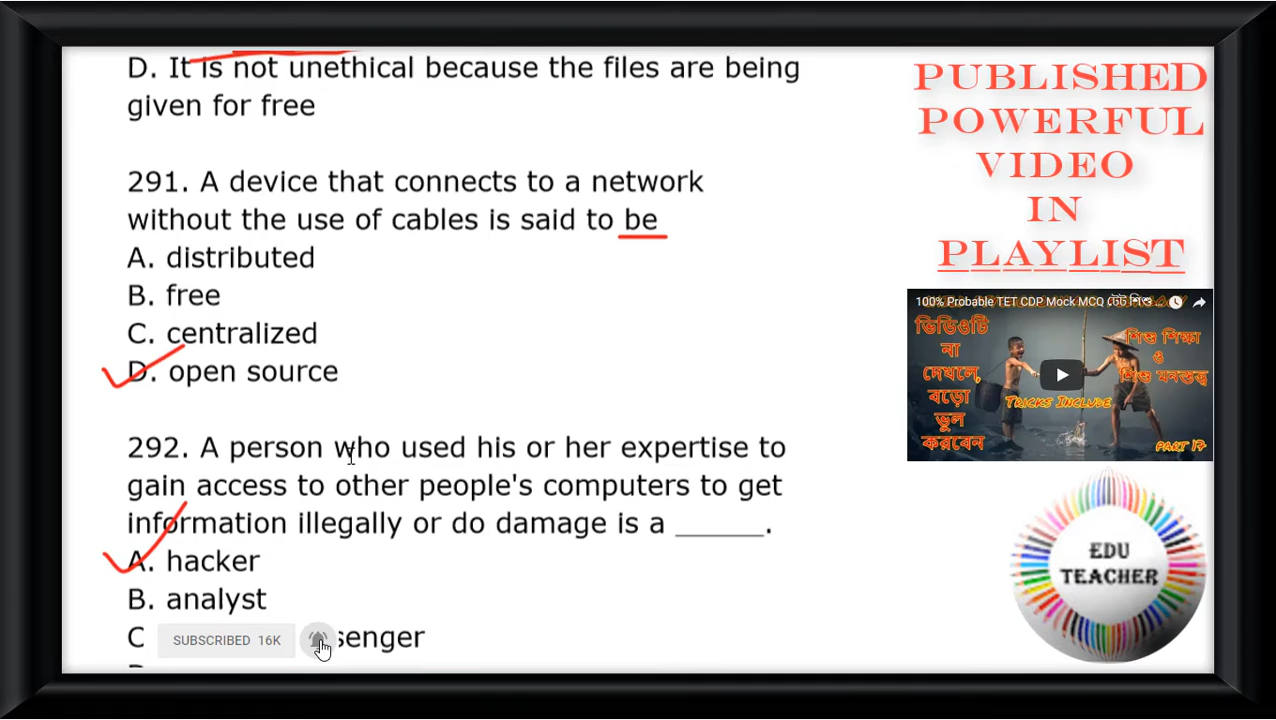 D. It is not unethical because the files are being
given for free
291. A device that connects to a network
without the use of cables is said to be
A. distributed
B. free
C. centralized
D. open source
292. A person who used his or her expertise to
gain access to other people's computers to get
information illegally or do damage is a ______.
A. hacker
B. analyst
C
senger
SUBSCRIBED 16K
PUBLISHED
POWERFUL
VIDEO
IN
PLAYLIST
100% Probable TET CDP Mock MCQ টেট শিশু ...
ভিডিওটি
না
দেখলে,
বড়ো
ভুল
করবেন
শিশু শিক্ষা
ও
শিশু মনস্তত্ত্ব
TRICKS INCLUDE
PART 17
EDU
TEACHER